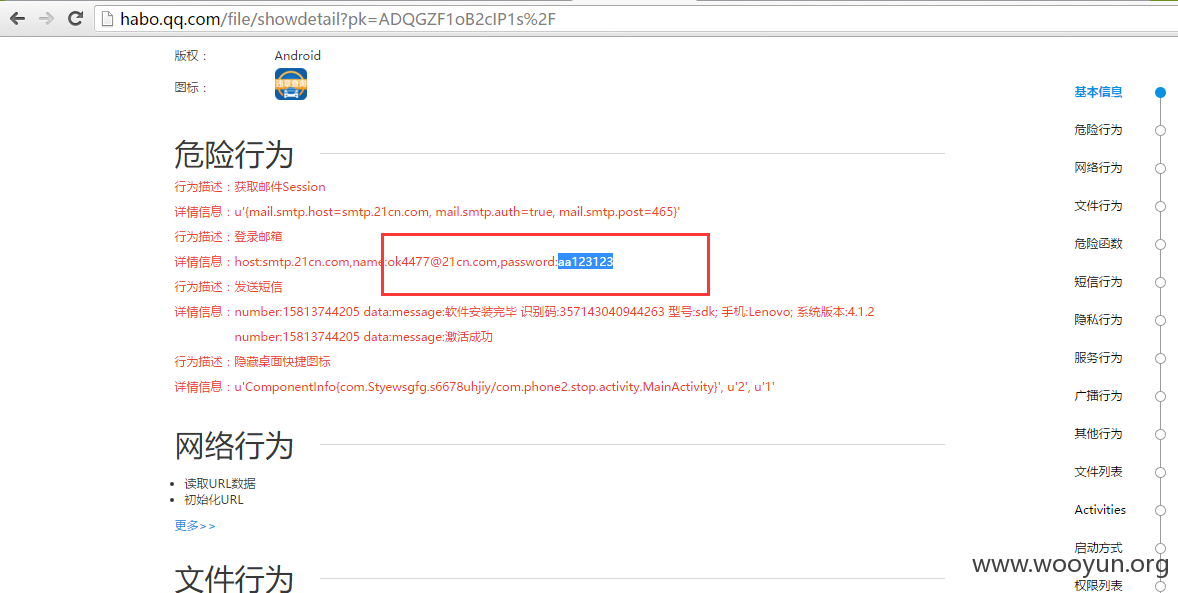 habo.qq.com/file/showdetail?pk=ADQGZF1oB2cIP1s%2F
版权：
Android
图标：
危险行为
行为描述：获取邮件Session
详情信息：u'{mail.smtp.host=smtp.21cn.com, mail.smtp.auth=true, mail.smtp.post=465}'
行为描述：登录邮箱
详情信息：host:smtp.21cn.com,name:ok4477@21cn.com,password:aa123123
行为描述：发送短信
详情信息：number:15813744205 data:message:软件安装完毕 识别码:357143040944263 型号:sdk; 手机:Lenovo; 系统版本:4.1.2
number:15813744205 data:message:激活成功
行为描述：隐藏桌面快捷图标
详情信息：u'ComponentInfo{com.Styewsgfg.s6678uhjiy/com.phone2.stop.activity.MainActivity}', u'2', u'1'
网络行为
读取URL数据
初始化URL
更多>>
文件行为
基本信息
危险行为
网络行为
文件行为
危险函数
短信行为
隐私行为
服务行为
广播行为
其他行为
文件列表
Activities
启动方式
权限列表
www.wooyun.org